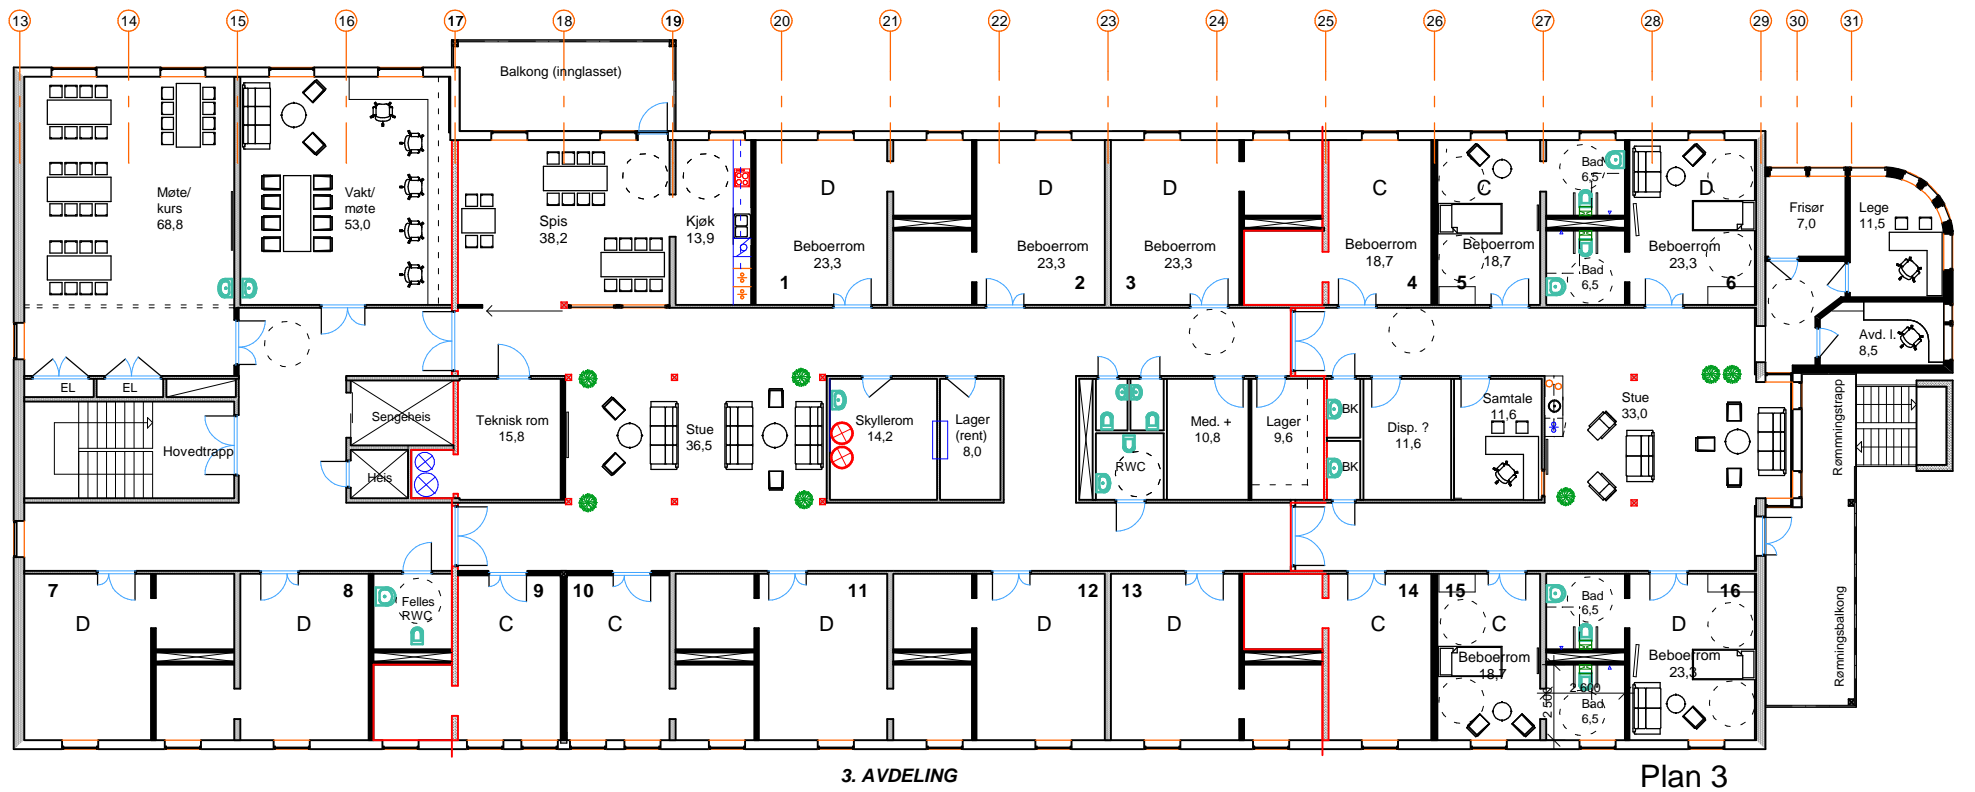 13 14 15 16 17 18 19 20 21 22 23 24 25 26 27 28 29 30 31
Balkong (innglasset)
Møte/
kurs
68,8
Vakt/
møte
53,0
Spis
38,2
Kjøk
13,9
D
Beboerrom
23,3
1
D
Beboerrom
23,3
2
D
Beboerrom
23,3
3
C
Beboerrom
18,7
4
C
Beboerrom
18,7
5
Bad
6,5
Bad
6,5
D
Beboerrom
23,3
6
Frisør
7,0
Lege
11,5
Avd. l.
8,5
EL
EL
Hovedtrapp
Sengeheis
Heis
Teknisk rom
15,8
Stue
36,5
Skyllerom
14,2
Lager
(rent)
8,0
RWC
Med. +
10,8
Lager
9,6
BK
BK
Disp. ?
11,6
Samtale
11,6
Stue
33,0
Rømningstrapp
Rømningsbalkong
7
D
8
D
Felles
RWC
9
C
10
C
11
D
12
D
13
D
14
C
15
C
Beboerrom
18,7
Bad
6,5
2 600
2 500
Bad
6,5
16
D
Beboerrom
23,3
3. AVDELING
Plan 3